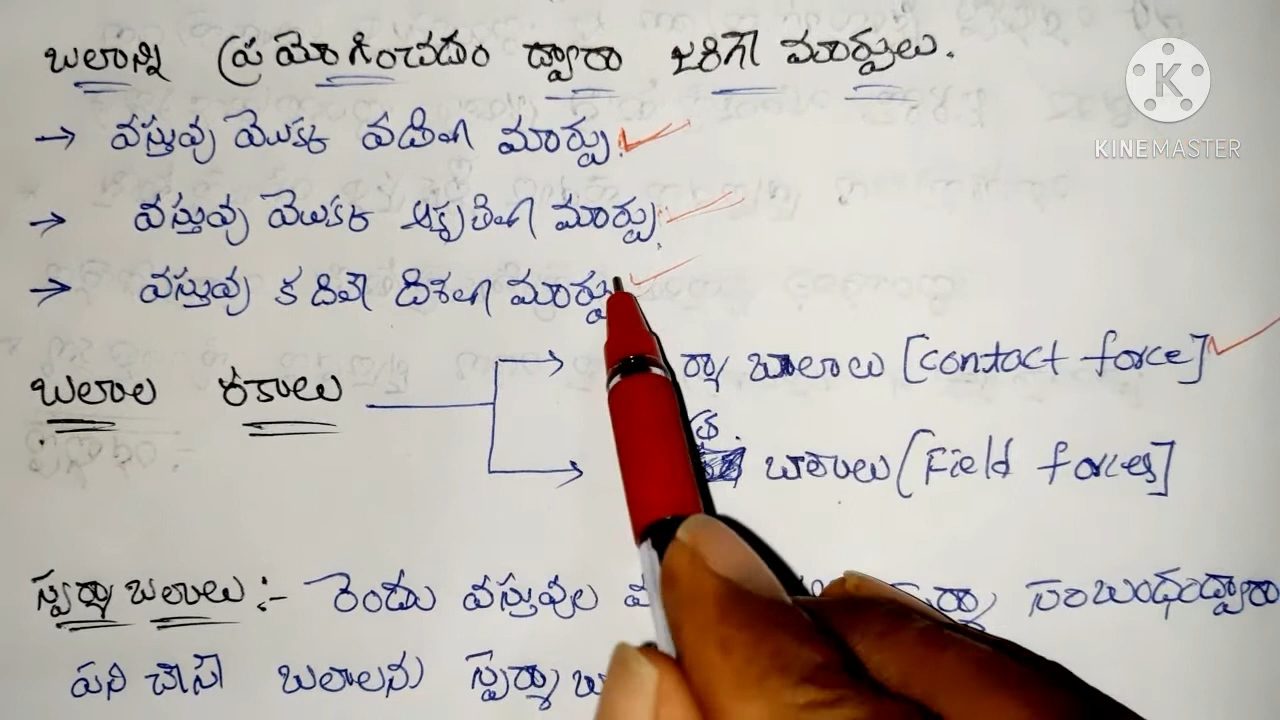 బలాన్ని ప్రయోగించడం ద్వారా జరిగే మార్పులు.
→ వస్తువు యొక్క వడిలో మార్పు.
→ వస్తువు యొక్క ఆకృతిలో మార్పు.
→ వస్తువు కదిలే దిశలో మార్పు
బలాల రకాలు
బలాలు [contact force]
క్షేత్ర బలాలు [Field forces]
స్పర్శా బలాలు :- రెండు వస్తువుల సంబంధంద్వారా
పని చేసే బలాలను స్పర్శా
KINEMASTER